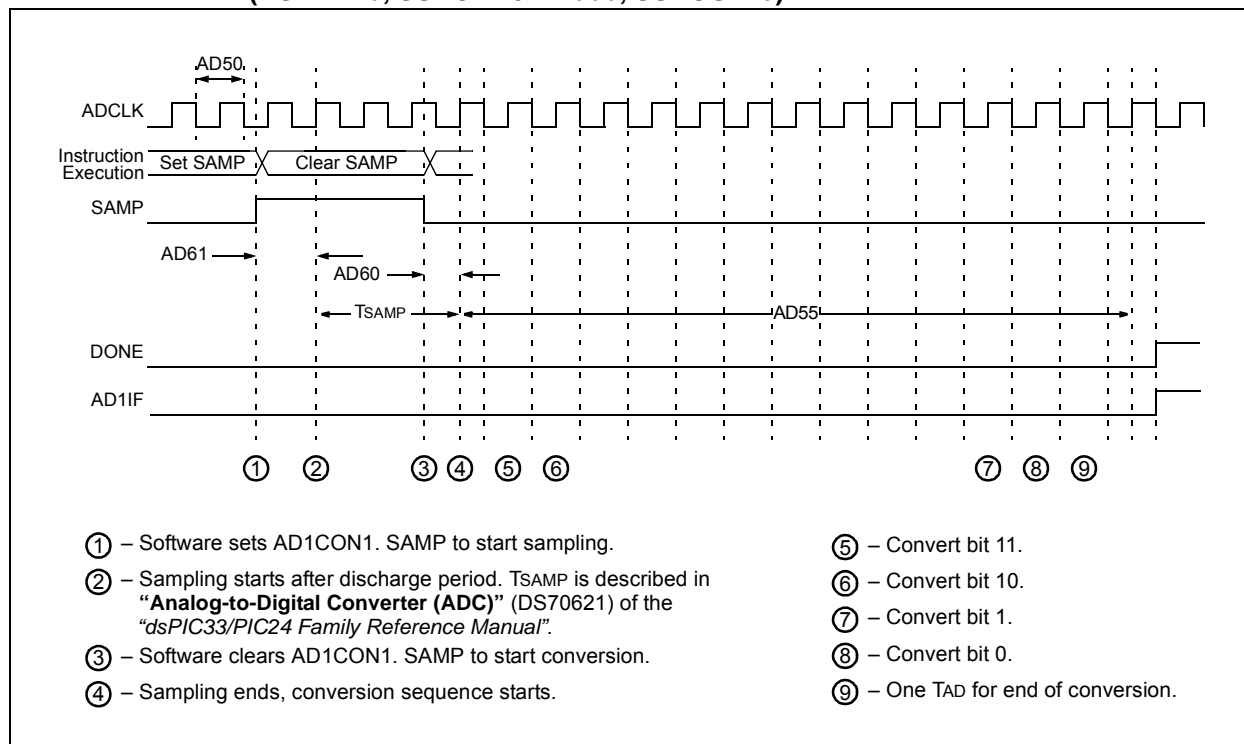 AD50
ADCLK
Instruction
Execution
Set SAMP
Clear SAMP
SAMP
AD61
AD60
TSAMP
AD55
DONE
AD1IF
1 2 3 4 5 6 7 8 9
1 – Software sets AD1CON1. SAMP to start sampling.
2 – Sampling starts after discharge period. TSAMP is described in
“Analog-to-Digital Converter (ADC)” (DS70621) of the
“dsPIC33/PIC24 Family Reference Manual”.
3 – Software clears AD1CON1. SAMP to start conversion.
4 – Sampling ends, conversion sequence starts.
5 – Convert bit 11.
6 – Convert bit 10.
7 – Convert bit 1.
8 – Convert bit 0.
9 – One TAD for end of conversion.